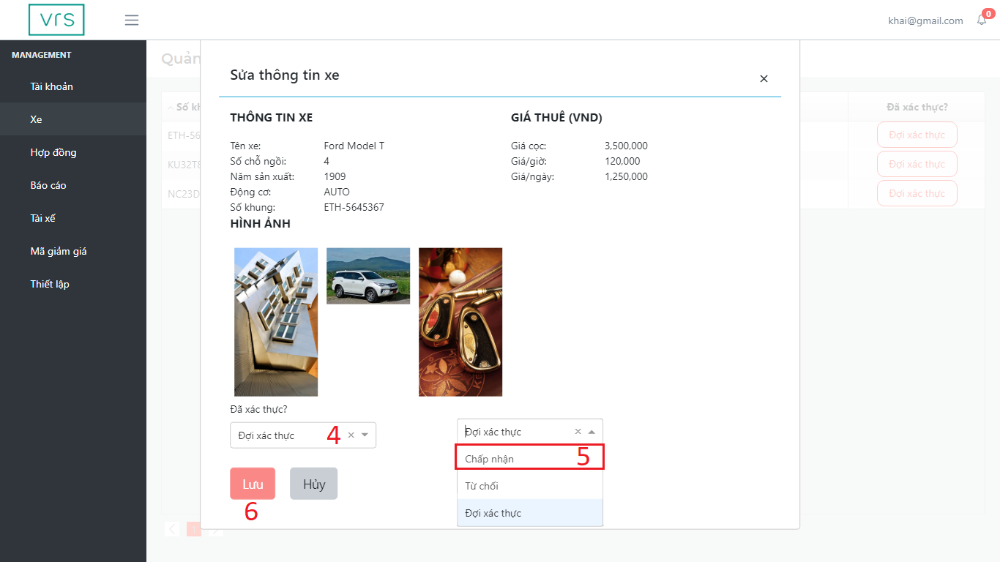 vrs
khai@gmail.com
0
MANAGEMENT
Tài khoản
Xe
Hợp đồng
Báo cáo
Tài xế
Mã giảm giá
Thiết lập
Quản
Số kh
Đã xác thực?
ETH-56
Đợi xác thực
KU32T8
Đợi xác thực
NC23D
Đợi xác thực
1
Sửa thông tin xe
×
THÔNG TIN XE
Tên xe: Ford Model T
Số chỗ ngồi: 4
Năm sản xuất: 1909
Động cơ: AUTO
Số khung: ETH-5645367
GIÁ THUÊ (VND)
Giá cọc: 3,500,000
Giá/giờ: 120,000
Giá/ngày: 1,250,000
HÌNH ẢNH
Đã xác thực?
Đợi xác thực 4 ×
Đợi xác thực ×
Chấp nhận 5
Từ chối
Đợi xác thực
Lưu Hủy
6